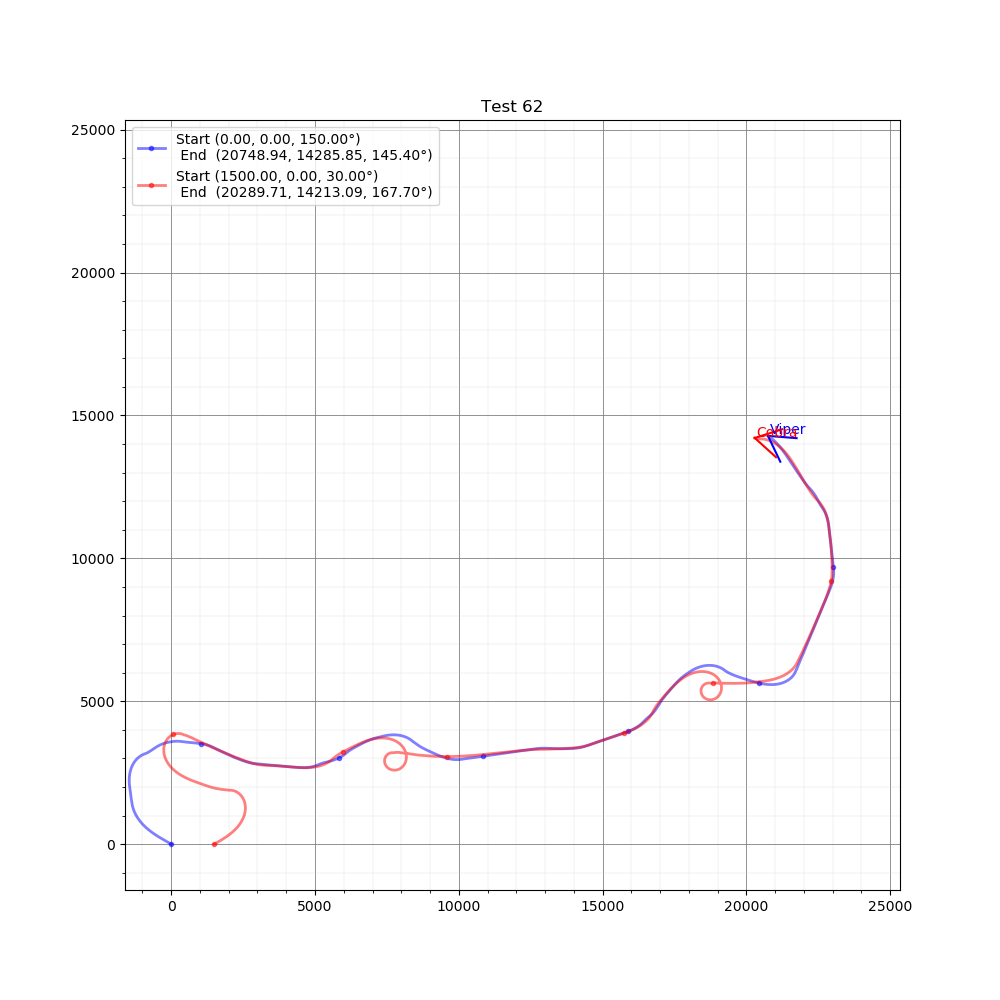 Test 62
Start (0.00, 0.00, 150.00°)
End (20748.94, 14285.85, 145.40°)
Start (1500.00, 0.00, 30.00°)
End (20289.71, 14213.09, 167.70°)
25000
20000
15000
10000
5000
0
Cobra
Viper
0
5000
10000
15000
20000
25000